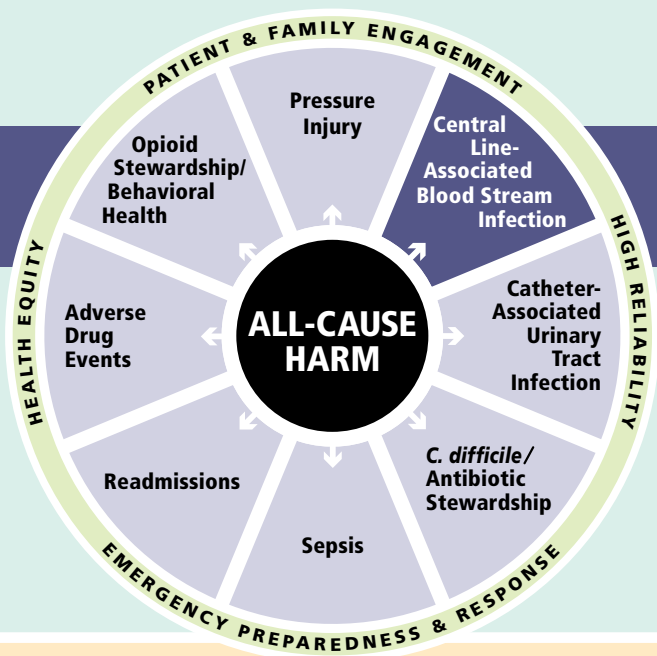 PATIENT & FAMILY ENGAGEMENT
Pressure
Injury
Central
Line-
Associated
Blood Stream
Infection
HIGH RELIABILITY
Catheter-
Associated
Urinary
Tract
Infection
C. difficile/
Antibiotic
Stewardship
EMERGENCY PREPAREDNESS & RESPONSE
Sepsis
Readmissions
HEALTH EQUITY
Adverse
Drug
Events
Opioid
Stewardship/
Behavioral
Health
ALL-CAUSE
HARM